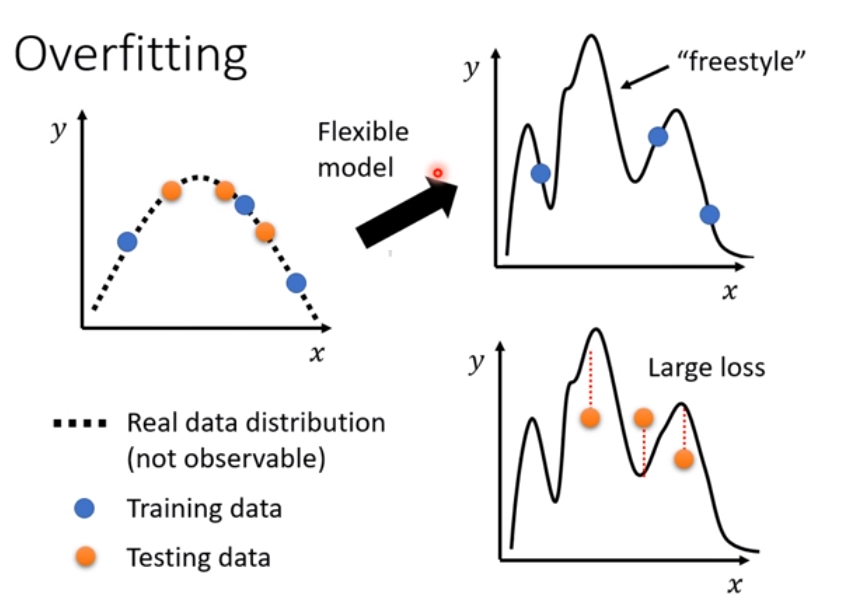 Overfitting
y
x
Flexible
model
y
"freestyle"
x
y
Large loss
x
Real data distribution
(not observable)
Training data
Testing data